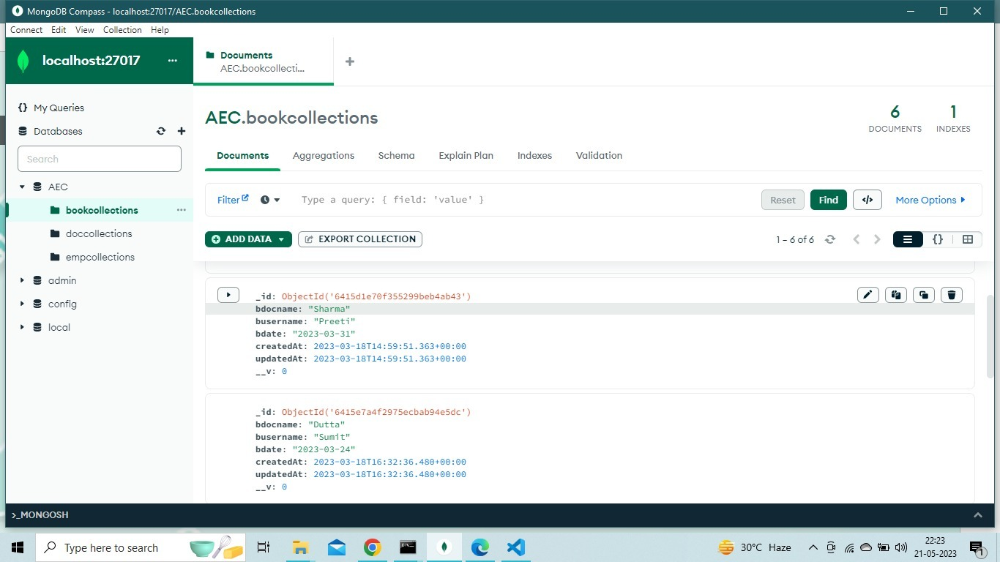 MongoDB Compass - localhost:27017/AEC.bookcollections
Connect Edit View Collection Help
localhost:27017 ...
Documents
AEC.bookcollecti...
+
{} My Queries
Databases
Search
AEC
bookcollections ...
doccollections
empcollections
admin
config
local
AEC.bookcollections
6
DOCUMENTS
1
INDEXES
Documents Aggregations Schema Explain Plan Indexes Validation
Filter Type a query: { field: 'value' } Reset Find </> More Options
ADD DATA EXPORT COLLECTION 1 – 6 of 6 {}
_id: ObjectId('6415d1e70f355299beb4ab43')
bdocname: "Sharma"
busername: "Preeti"
bdate: "2023-03-31"
createdAt: 2023-03-18T14:59:51.363+00:00
updatedAt: 2023-03-18T14:59:51.363+00:00
__v: 0
_id: ObjectId('6415e7a4f2975ecbab94e5dc')
bdocname: "Dutta"
busername: "Sumit"
bdate: "2023-03-24"
createdAt: 2023-03-18T16:32:36.480+00:00
updatedAt: 2023-03-18T16:32:36.480+00:00
__v: 0
>_MONGOSH
Type here to search
30°C Haze
22:23
21-05-2023
1